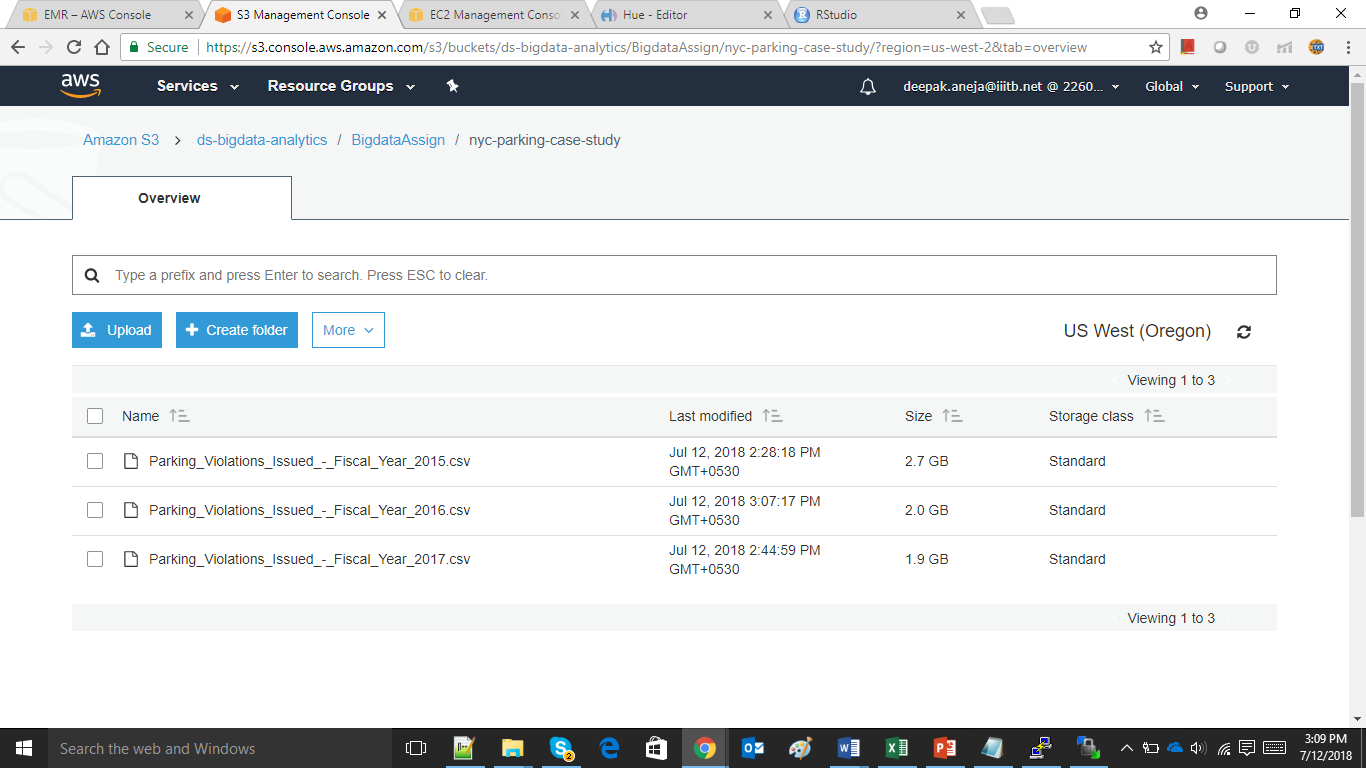 EMR – AWS Console
S3 Management Console
EC2 Management Conso
Hue - Editor
RStudio
Secure
https://s3.console.aws.amazon.com/s3/buckets/ds-bigdata-analytics/BigdataAssign/nyc-parking-case-study/?region=us-west-2&tab=overview
aws
Services
Resource Groups
deepak.aneja@iiitb.net @ 2260...
Global
Support
Amazon S3 > ds-bigdata-analytics / BigdataAssign / nyc-parking-case-study
Overview
Type a prefix and press Enter to search. Press ESC to clear.
Upload
Create folder
More
US West (Oregon)
Viewing 1 to 3
Name Last modified Size Storage class
Parking_Violations_Issued_-_Fiscal_Year_2015.csv Jul 12, 2018 2:28:18 PM 2.7 GB Standard
GMT+0530
Parking_Violations_Issued_-_Fiscal_Year_2016.csv Jul 12, 2018 3:07:17 PM 2.0 GB Standard
GMT+0530
Parking_Violations_Issued_-_Fiscal_Year_2017.csv Jul 12, 2018 2:44:59 PM 1.9 GB Standard
GMT+0530
Viewing 1 to 3
Search the web and Windows
3:09 PM
7/12/2018